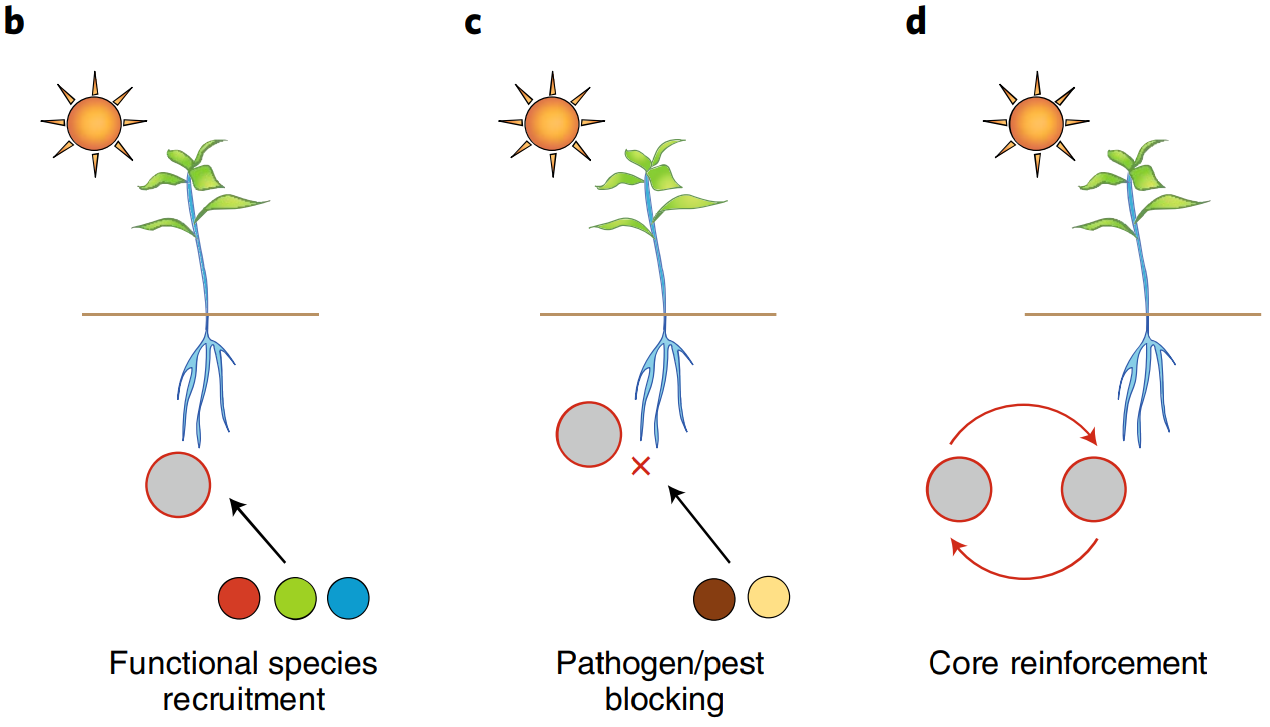 b
c
d
Functional species
recruitment
Pathogen/pest
blocking
Core reinforcement